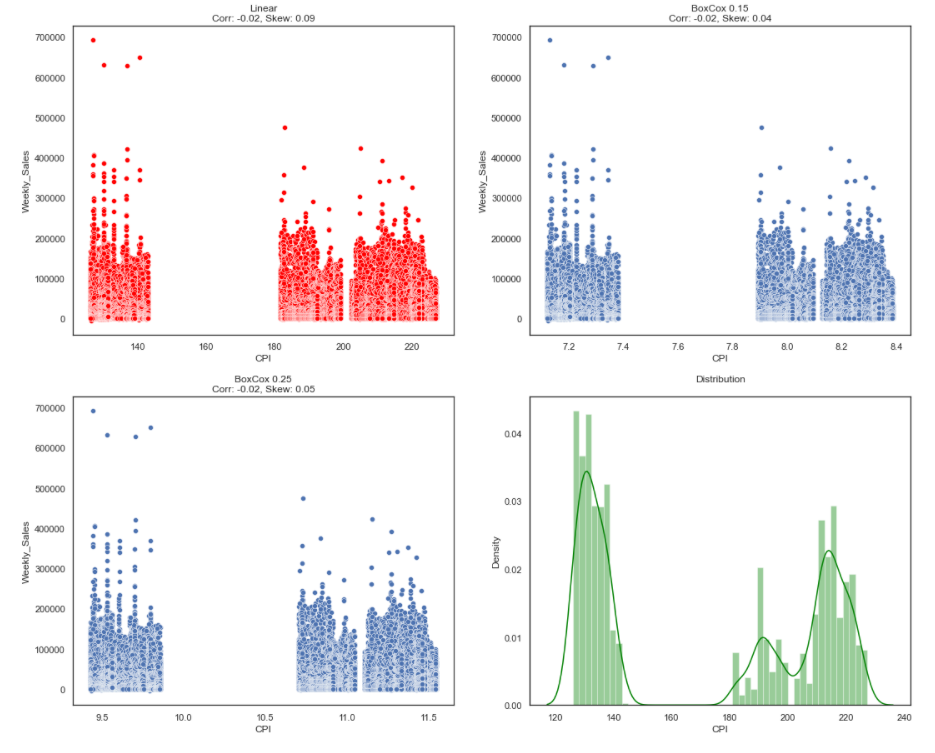 Linear
Corr: -0.02, Skew: 0.09
700000
600000
500000
400000
300000
200000
100000
0
Weekly_Sales
140 160 180 200 220
CPI
BoxCox 0.15
Corr: -0.02, Skew: 0.04
700000
600000
500000
400000
300000
200000
100000
0
Weekly_Sales
7.2 7.4 7.6 7.8 8.0 8.2 8.4
CPI
BoxCox 0.25
Corr: -0.02, Skew: 0.05
700000
600000
500000
400000
300000
200000
100000
0
Weekly_Sales
9.5 10.0 10.5 11.0 11.5
CPI
Distribution
0.04
0.03
0.02
0.01
0.00
Density
120 140 160 180 200 220 240
CPI